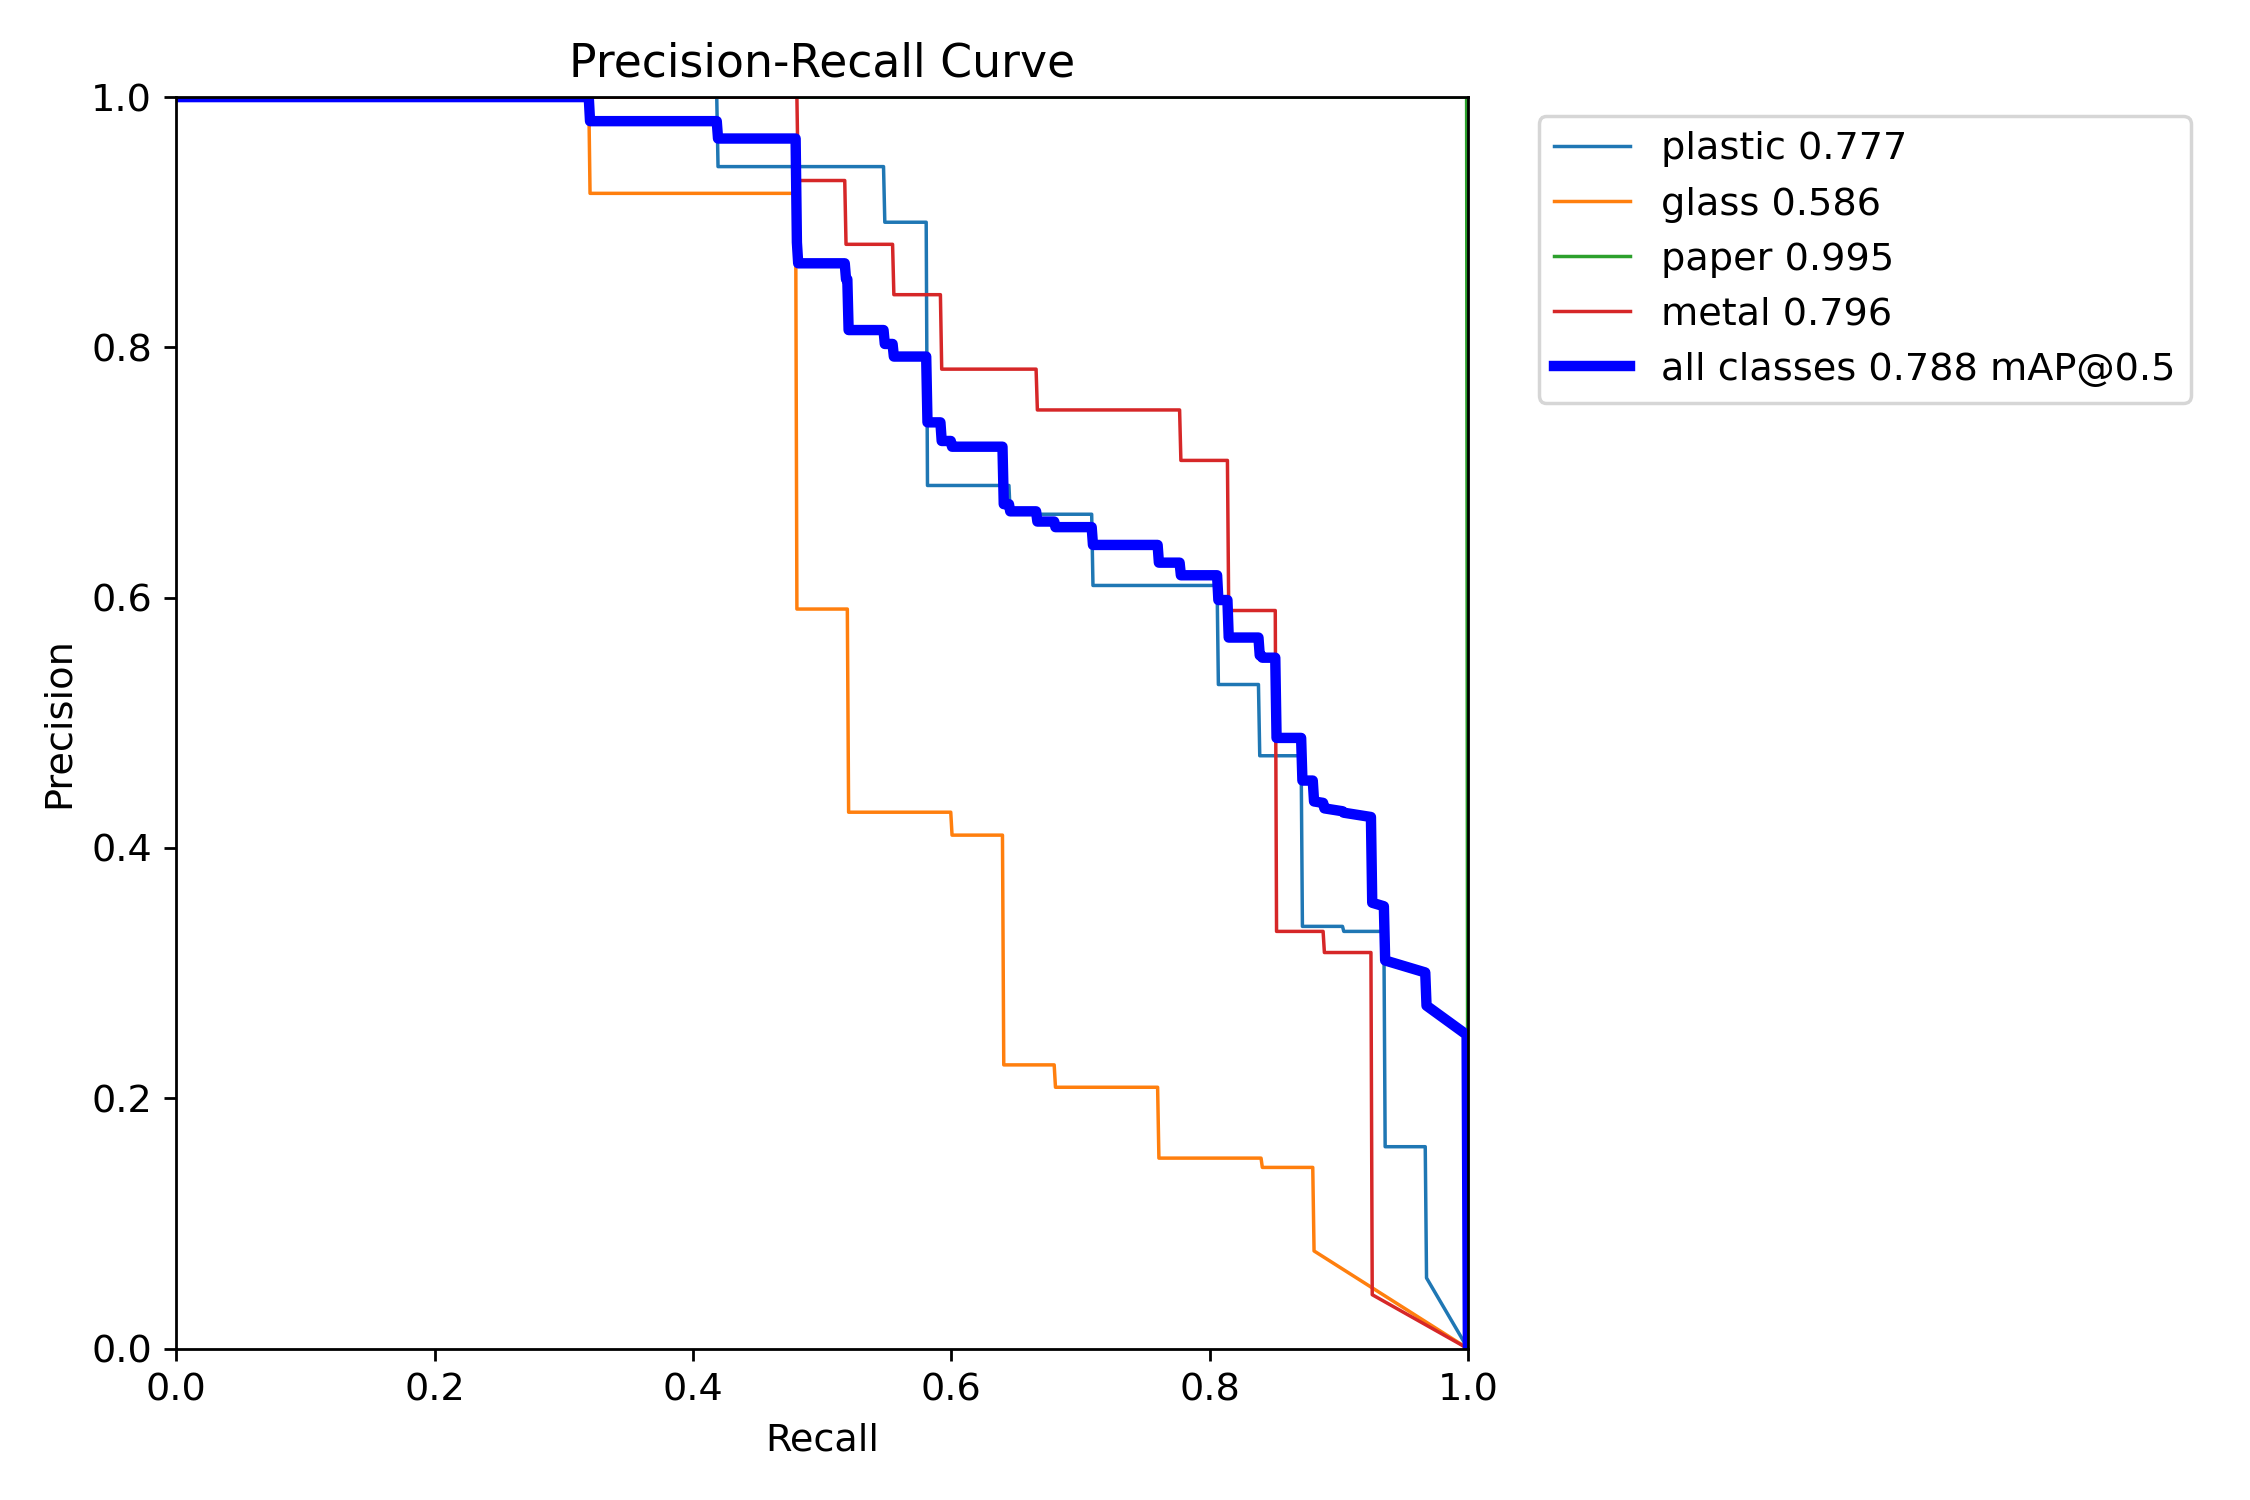 Precision-Recall Curve
1.0
0.8
0.6
0.4
0.2
0.0
Precision
0.0 0.2 0.4 0.6 0.8 1.0
Recall
plastic 0.777
glass 0.586
paper 0.995
metal 0.796
all classes 0.788 mAP@0.5